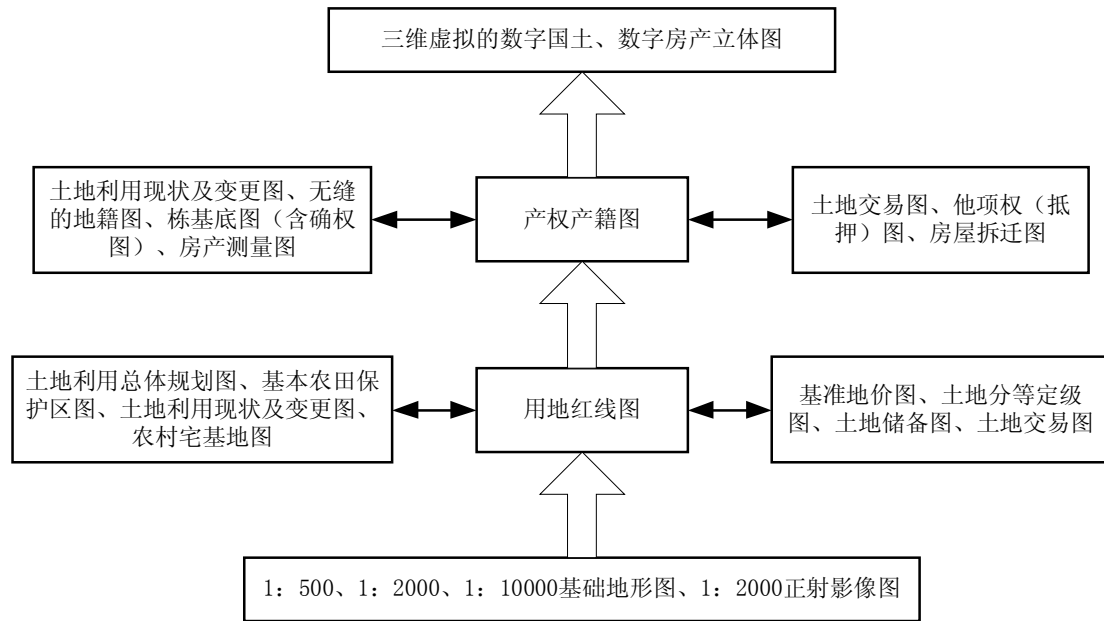 三维虚拟的数字国土、数字房产立体图
土地利用现状及变更图、无缝
的地籍图、栋基底图（含确权
图）、房产测量图
产权产籍图
土地交易图、他项权（抵
押）图、房屋拆迁图
土地利用总体规划图、基本农田保
护区图、土地利用现状及变更图、
农村宅基地图
用地红线图
基准地价图、土地分等定级
图、土地储备图、土地交易图
1：500、1：2000、1：10000基础地形图、1：2000正射影像图